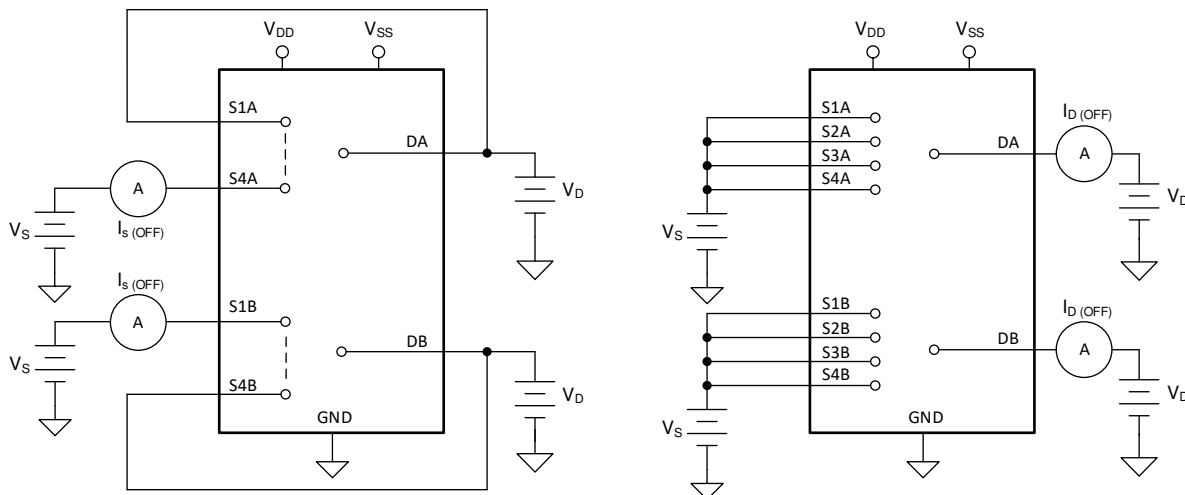 VDD
VSS
S1A
DA
S4A
A
Is (OFF)
VS
VD
Is (OFF)
A
S1B
VS
DB
S4B
VD
GND
VDD
VSS
S1A
S2A
S3A
S4A
DA
ID (OFF)
A
VD
VS
S1B
S2B
S3B
S4B
DB
ID (OFF)
A
VD
VS
GND